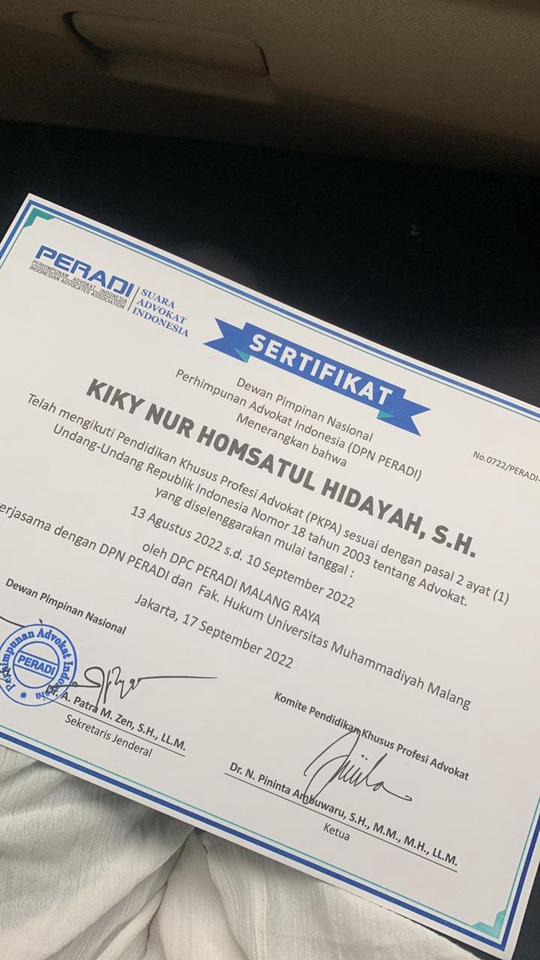 PERADI
PERHIMPUNAN ADVOKAT INDONESIA
INDONESIAN ADVOCATES ASSOCIATION
SUARA
ADVOKAT
INDONESIA
SERTIFIKAT
No.0722/PERADI-
Dewan Pimpinan Nasional
Perhimpunan Advokat Indonesia (DPN PERADI)
Menerangkan bahwa
KIKY NUR HOMSATUL HIDAYAH, S.H.
Telah mengikuti Pendidikan Khusus Profesi Advokat (PKPA) sesuai dengan pasal 2 ayat (1)
Undang-Undang Republik Indonesia Nomor 18 tahun 2003 tentang Advokat.
yang diselenggarakan mulai tanggal :
13 Agustus 2022 s.d. 10 September 2022
oleh DPC PERADI MALANG RAYA
erjasama dengan DPN PERADI dan Fak. Hukum Universitas Muhammadiyah Malang
Jakarta, 17 September 2022
Dewan Pimpinan Nasional
Perhimpunan Advokat Indonesia
PERADI
Dr. A. Patra M. Zen, S.H., LL.M.
Sekretaris Jenderal
Komite Pendidikan Khusus Profesi Advokat
Dr. N. Pininta Ambuwaru, S.H., M.M., M.H., LL.M.
Ketua